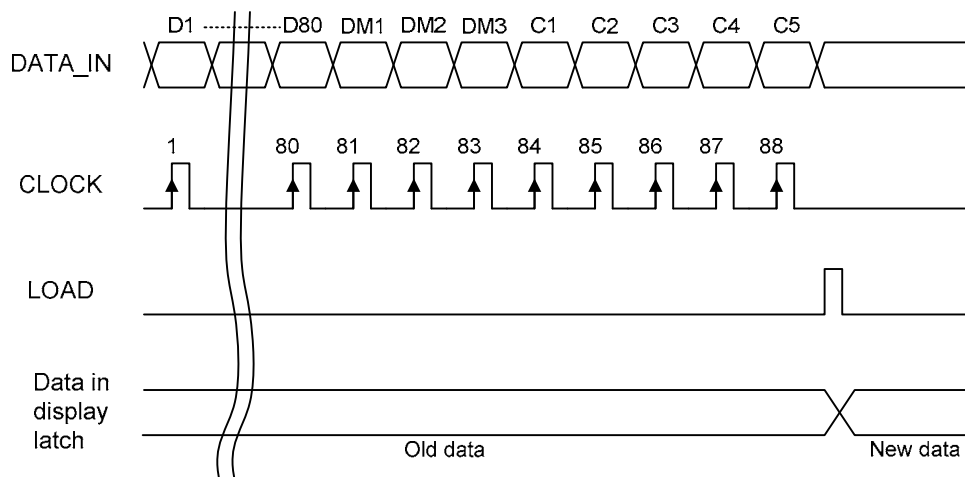 D1 D80 DM1 DM2 DM3 C1 C2 C3 C4 C5
DATA_IN
1 80 81 82 83 84 85 86 87 88
CLOCK
LOAD
Data in
display
latch
Old data New data